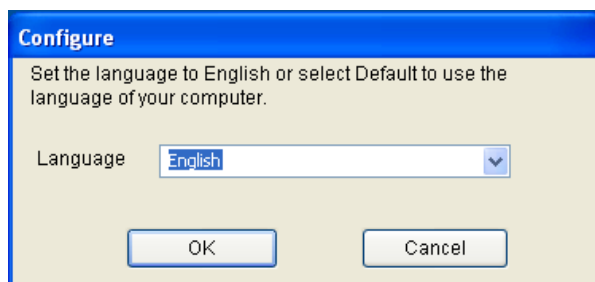 Configure
Set the language to English or select Default to use the
language of your computer.
Language English
OK Cancel